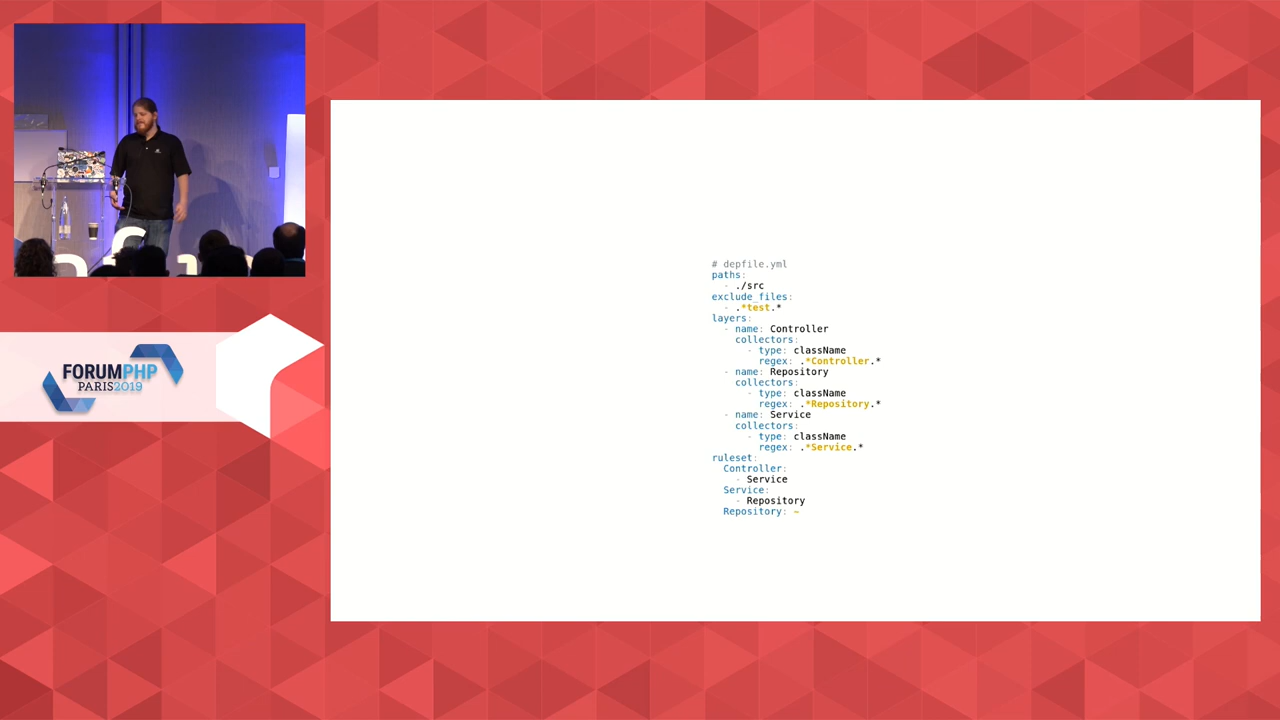 # depfile.yml
paths:
  - ./src
exclude_files:
  - .*test.*
layers:
  - name: Controller
    collectors:
      - type: className
        regex: .*Controller.*
  - name: Repository
    collectors:
      - type: className
        regex: .*Repository.*
  - name: Service
    collectors:
      - type: className
        regex: .*Service.*
ruleset:
  Controller:
    - Service
  Service:
    - Repository
  Repository: ~
FORUMPHP
PARIS2019